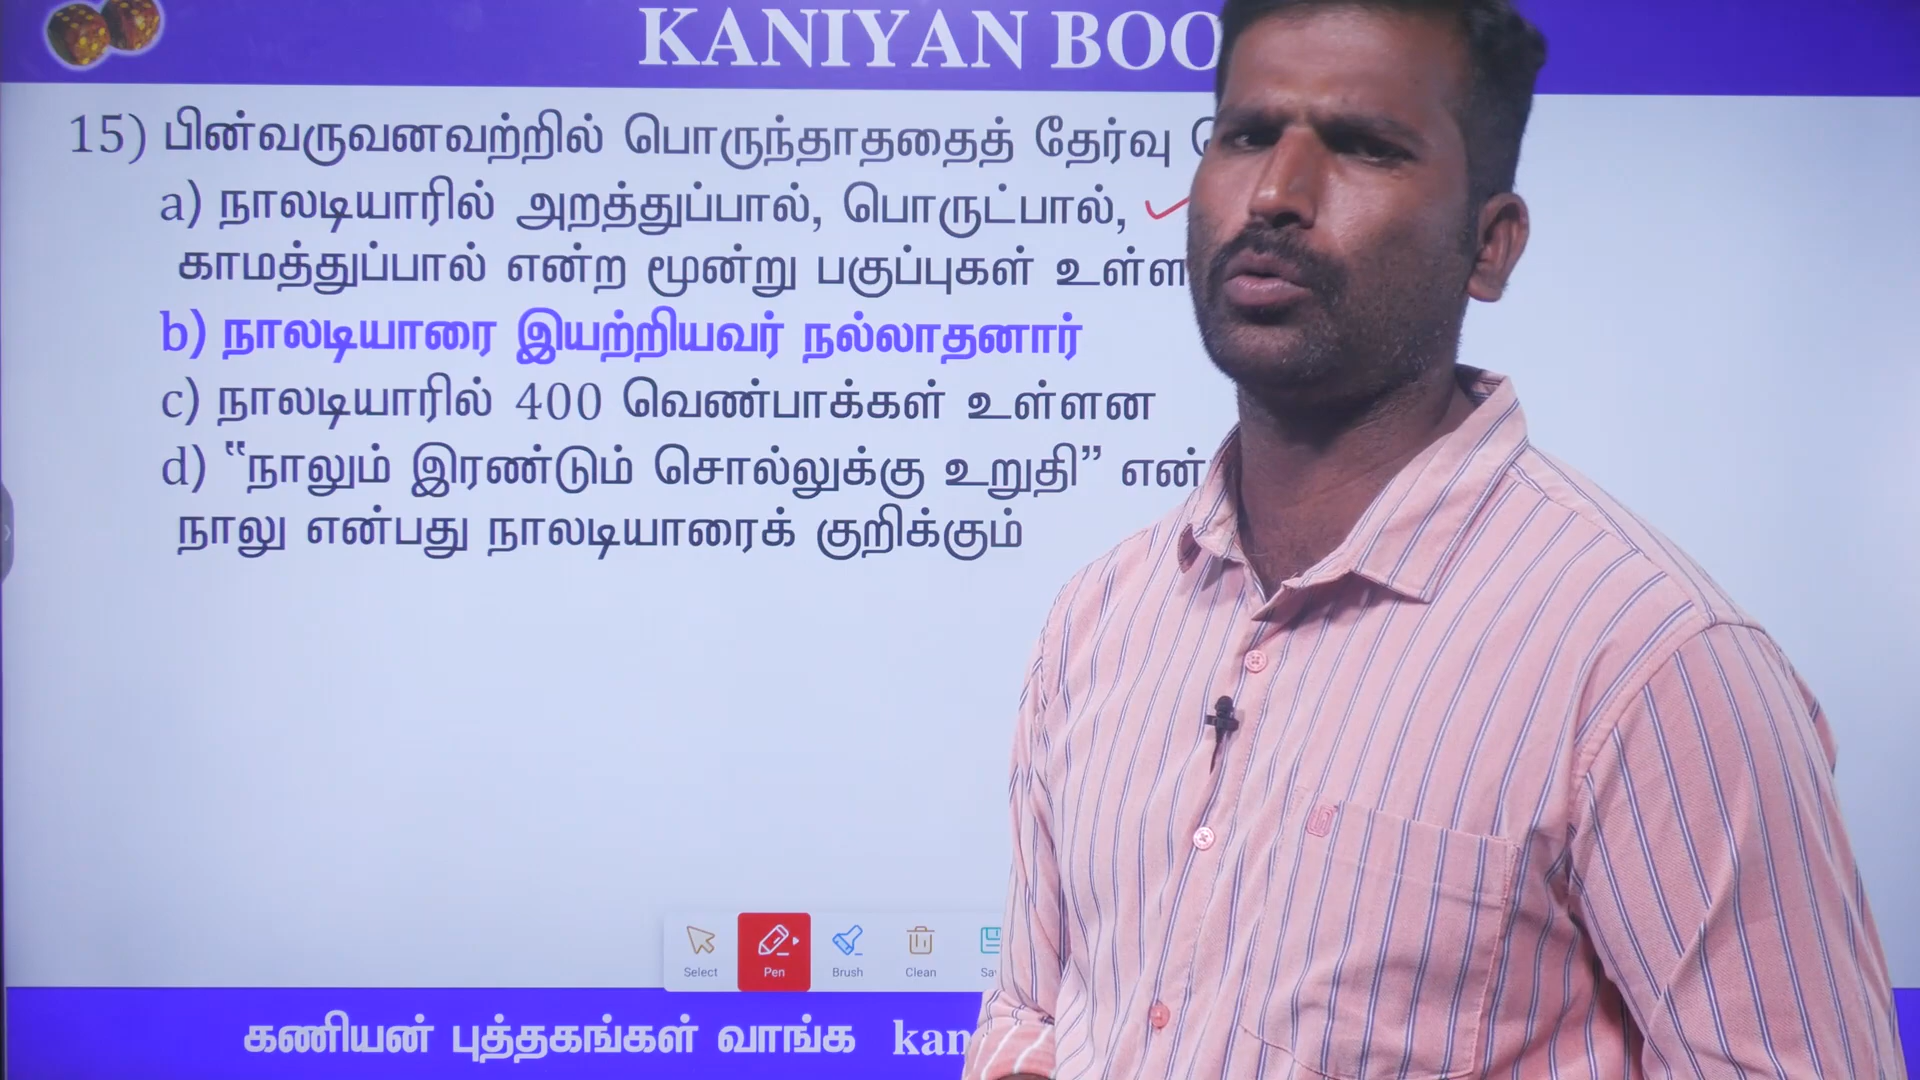 KANIYAN BOO
15) பின்வருவனவற்றில் பொருந்தாததைத் தேர்வு
a) நாலடியாரில் அறத்துப்பால், பொருட்பால்,
காமத்துப்பால் என்ற மூன்று பகுப்புகள் உள்ள
b) நாலடியாரை இயற்றியவர் நல்லாதனார்
c) நாலடியாரில் 400 வெண்பாக்கள் உள்ளன
d) “நாலும் இரண்டும் சொல்லுக்கு உறுதி” என்
நாலு என்பது நாலடியாரைக் குறிக்கும்
Select Pen Brush Clean Sa
கணியன் புத்தகங்கள் வாங்க kan